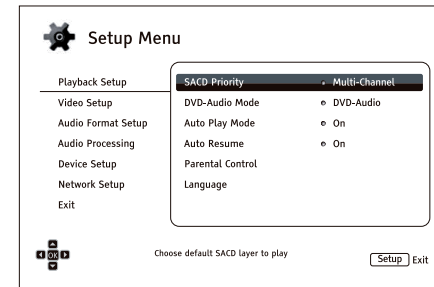 Setup Menu
Playback Setup
Video Setup
Audio Format Setup
Audio Processing
Device Setup
Network Setup
Exit
SACD Priority Multi-Channel
DVD-Audio Mode DVD-Audio
Auto Play Mode On
Auto Resume On
Parental Control
Language
OK
Choose default SACD layer to play
Setup Exit